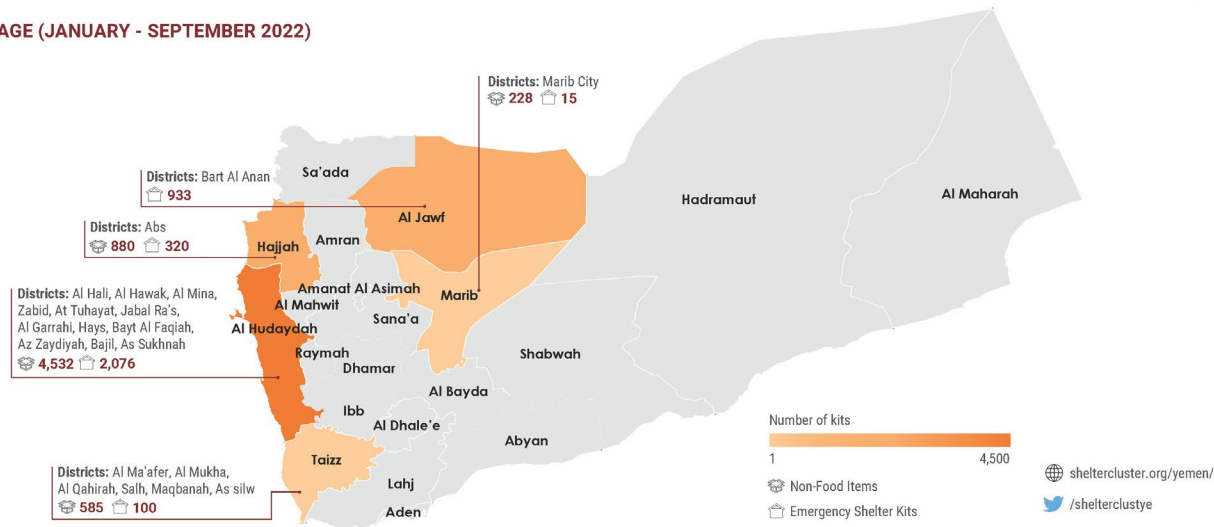 AGE (JANUARY - SEPTEMBER 2022)
Districts: Marib City
228 15
Districts: Bart Al Anan
933
Districts: Abs
880 320
Districts: Al Hali, Al Hawak, Al Mina,
Zabid, At Tuhayat, Jabal Ra's,
Al Garrahi, Hays, Bayt Al Faqiah,
Az Zaydiyah, Bajil, As Sukhnah
4,532 2,076
Districts: Al Ma'afer, Al Mukha,
Al Qahirah, Salh, Maqbanah, As silw
585 100
Sa'ada
Al Jawf
Hadramaut
Al Maharah
Hajjah
Amran
Amanat Al Asimah
Al Mahwit
Marib
Sana'a
Al Hudaydah
Raymah
Dhamar
Shabwah
Al Bayda
Ibb
Al Dhale'e
Abyan
Taizz
Lahj
Aden
Number of kits
1 4,500
Non-Food Items
Emergency Shelter Kits
sheltercluster.org/yemen/
/shelterclustye